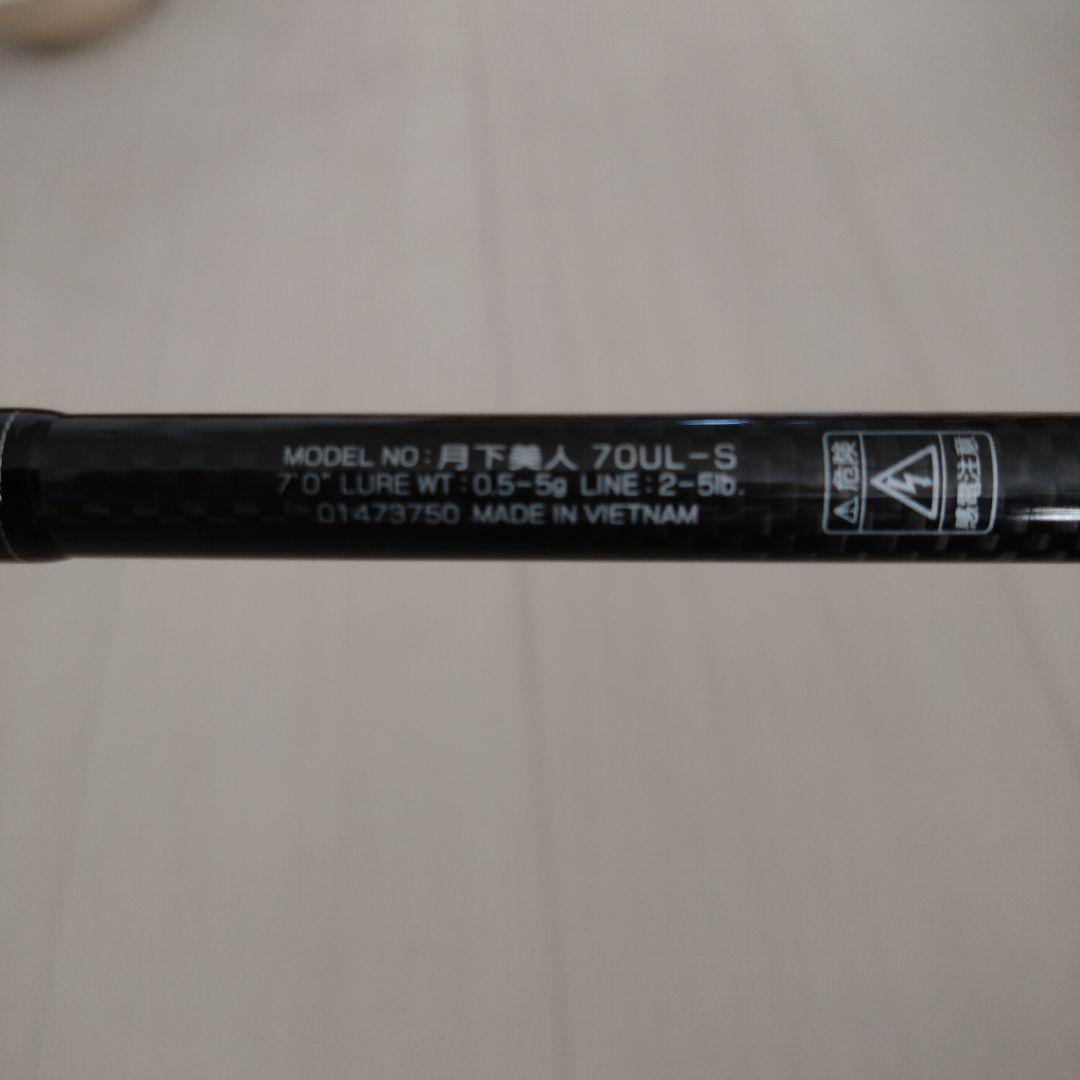 MODEL NO : 月下美人 70UL-S
7'0" LURE WT : 0.5-5g LINE : 2-5lb.
01473750 MADE IN VIETNAM
危険
感電注意